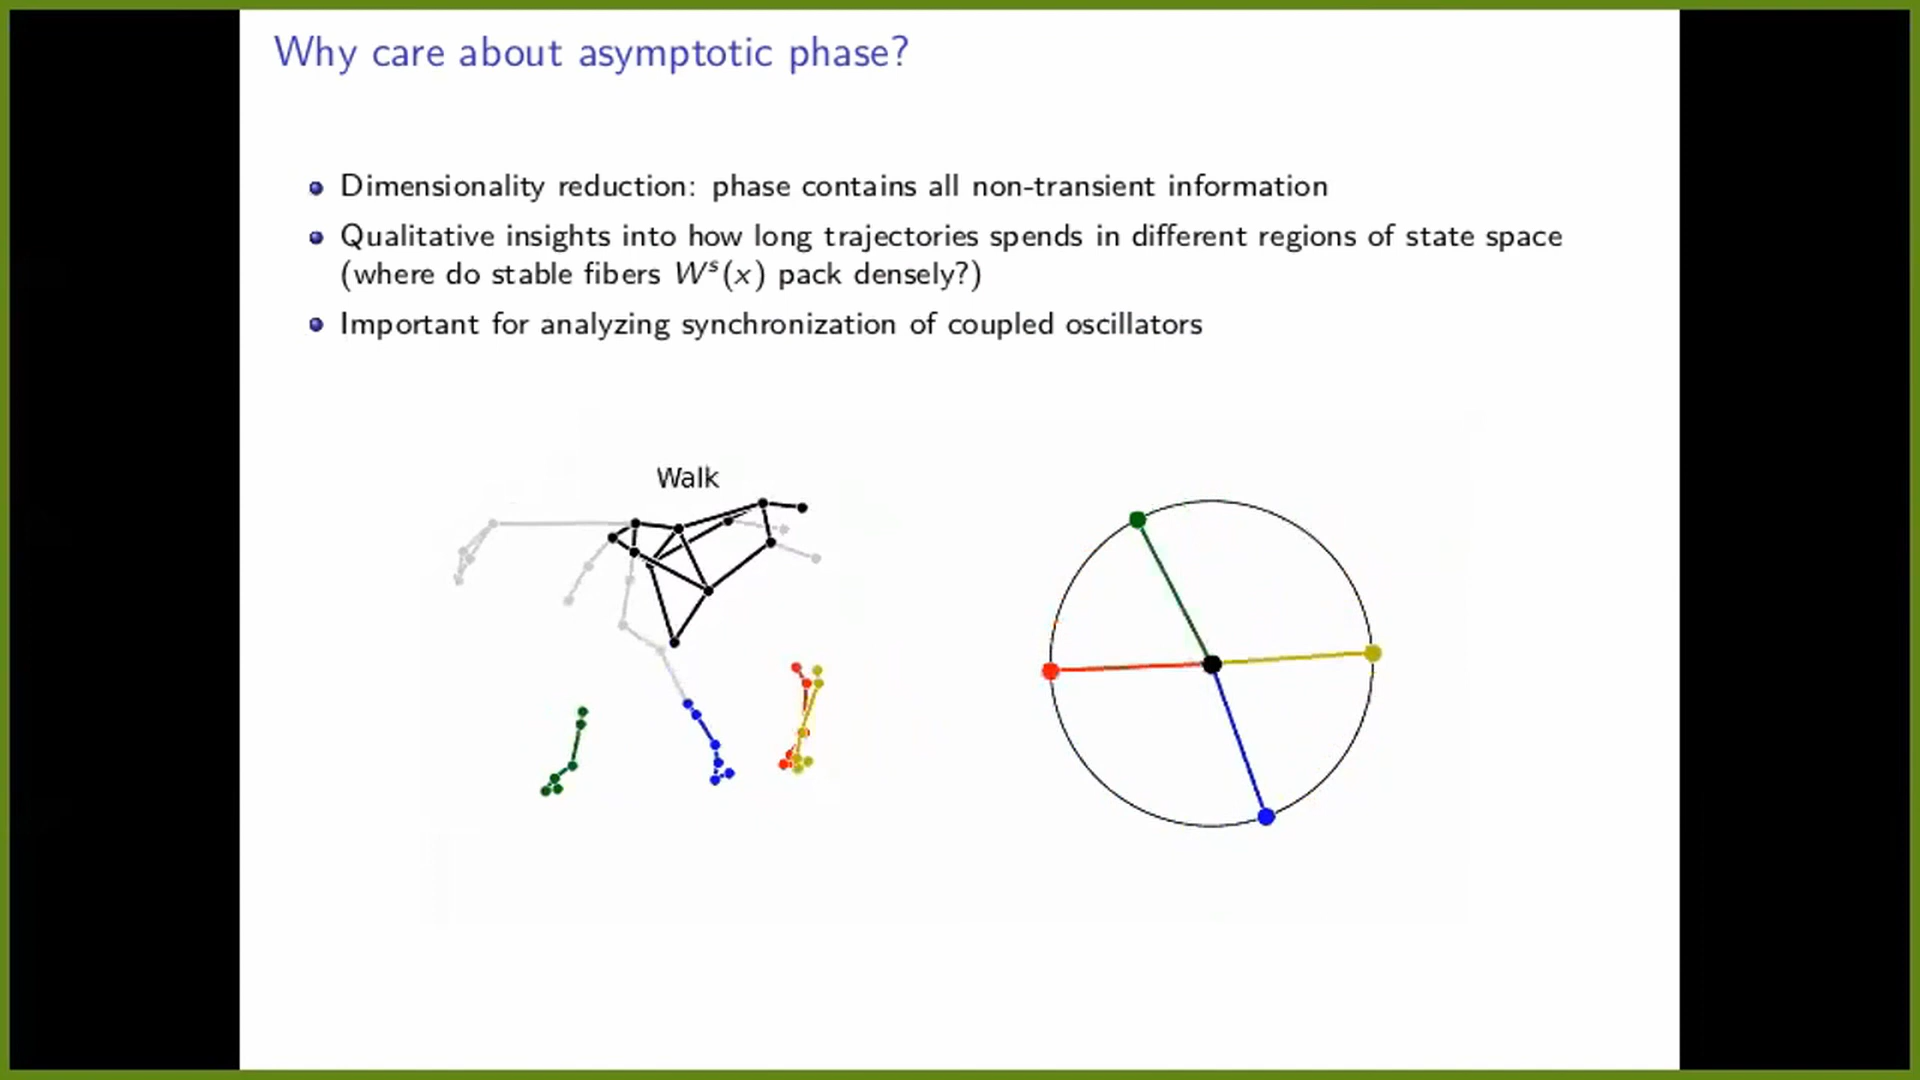 Why care about asymptotic phase?
Dimensionality reduction: phase contains all non-transient information
Qualitative insights into how long trajectories spends in different regions of state space
(where do stable fibers Wˢ(x) pack densely?)
Important for analyzing synchronization of coupled oscillators
Walk